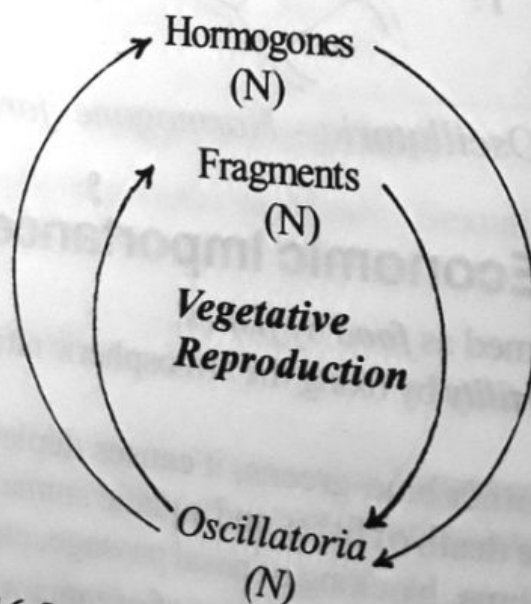 Hormogones
(N)
Fragments
(N)
Vegetative
Reproduction
Oscillatoria
(N)